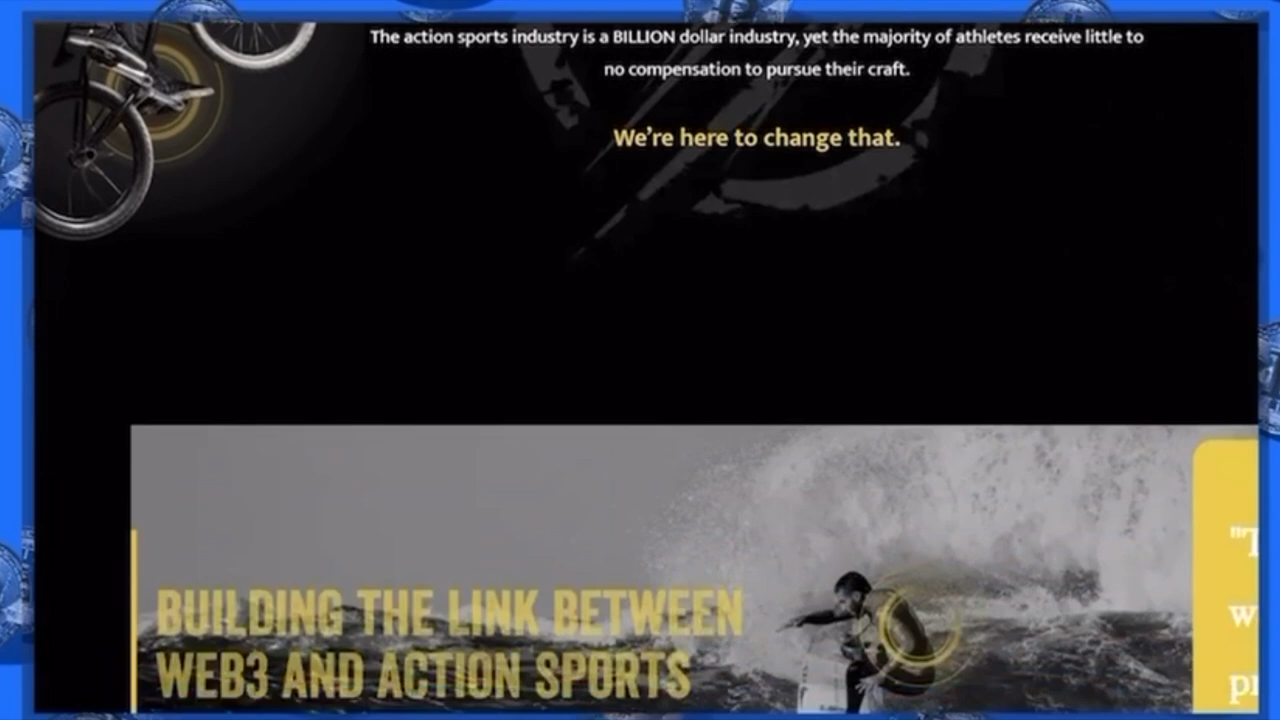 The action sports industry is a BILLION dollar industry, yet the majority of athletes receive little to
no compensation to pursue their craft.
We're here to change that.
BUILDING THE LINK BETWEEN
WEB3 AND ACTION SPORTS